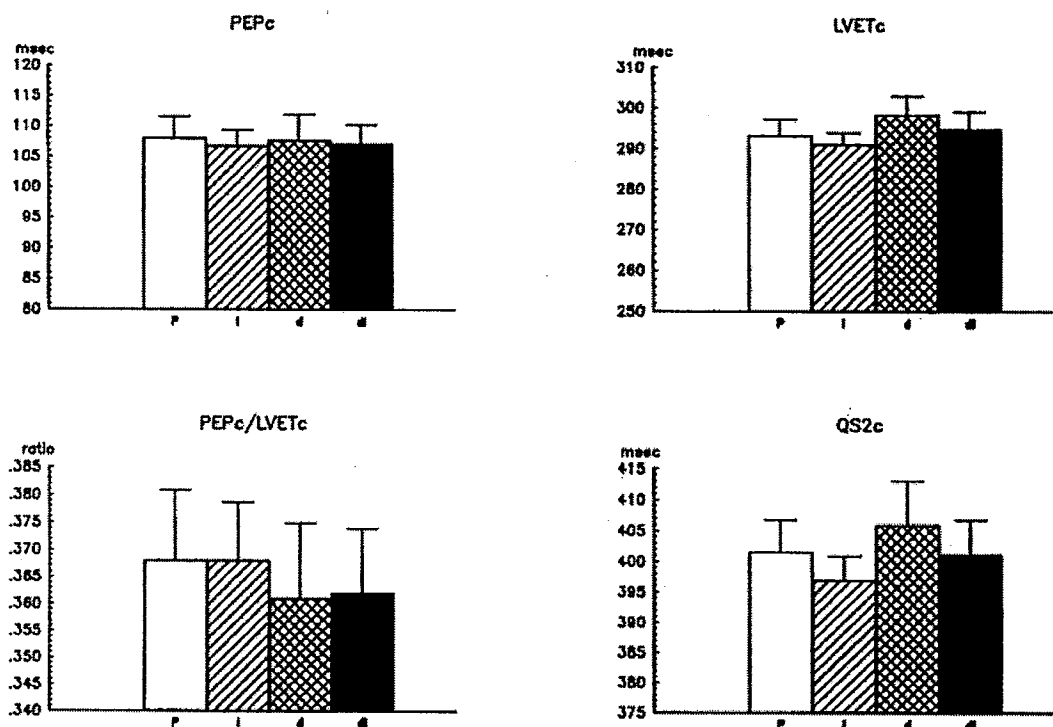 PEPc
msec
120
115
110
105
100
95
90
85
80
P
i
d
di
LVETc
msec
310
300
290
280
270
260
250
P
i
d
di
PEPc/LVETc
ratio
.385
.380
.375
.370
.365
.360
.355
.350
.345
.340
P
i
d
di
QS2c
msec
415
410
405
400
395
390
385
380
375
P
i
d
di